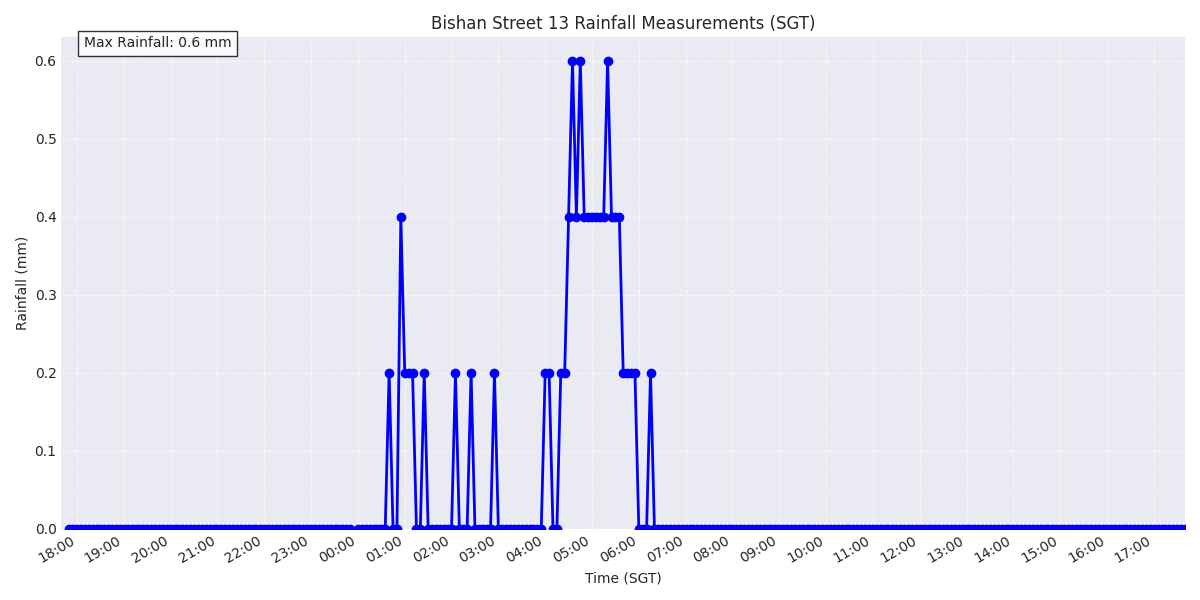 Bishan Street 13 Rainfall Measurements (SGT)
Max Rainfall: 0.6 mm
Rainfall (mm)
0.6
0.5
0.4
0.3
0.2
0.1
0.0
18:00 19:00 20:00 21:00 22:00 23:00 00:00 01:00 02:00 03:00 04:00 05:00 06:00 07:00 08:00 09:00 10:00 11:00 12:00 13:00 14:00 15:00 16:00 17:00
Time (SGT)